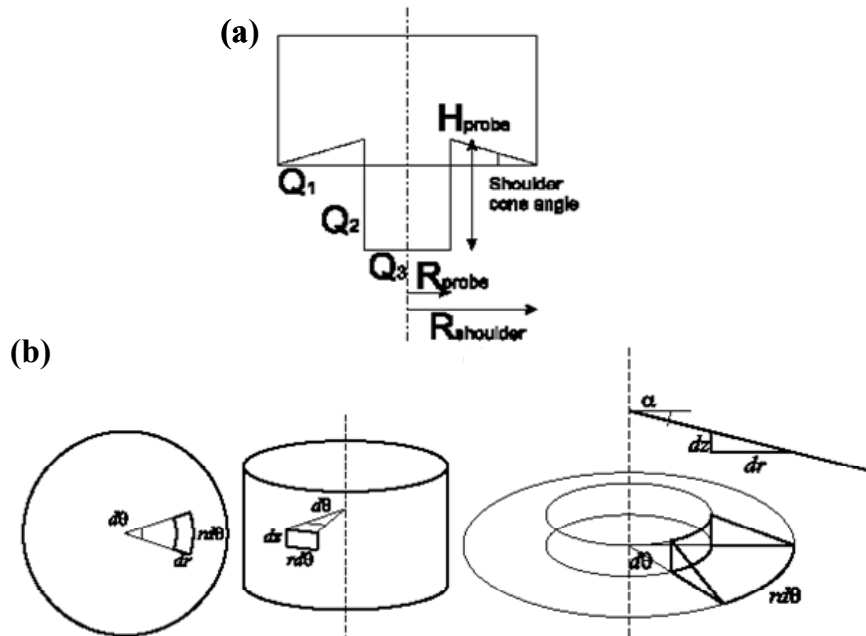 (a)
Hprobe
Q1
Shoulder
cone angle
Q2
Q3
Rprobe
Rshoulder
(b)
α
dz
dr
dθ
rdθ
dr
dθ
dz
rdθ
dθ
rdθ